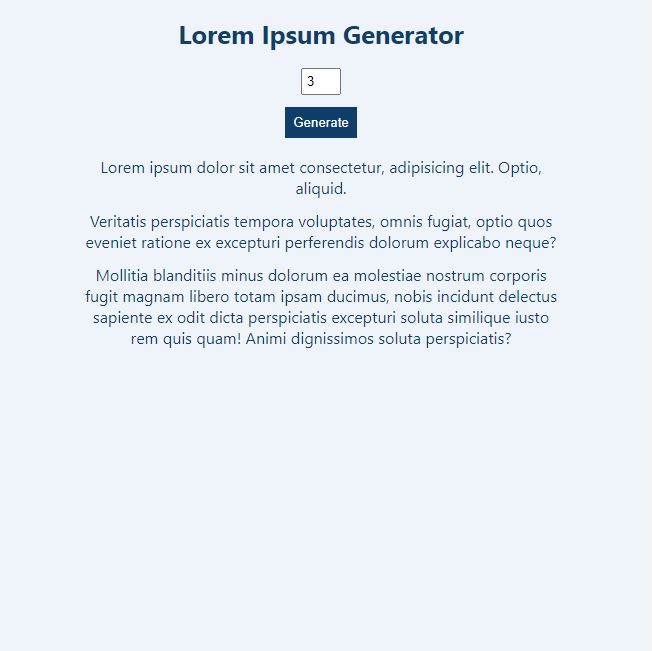 Lorem Ipsum Generator
3
Generate
Lorem ipsum dolor sit amet consectetur, adipisicing elit. Optio,
aliquid.
Veritatis perspiciatis tempora voluptates, omnis fugiat, optio quos
eveniet ratione ex excepturi perferendis dolorum explicabo neque?
Mollitia blanditiis minus dolorum ea molestiae nostrum corporis
fugit magnam libero totam ipsam ducimus, nobis incidunt delectus
sapiente ex odit dicta perspiciatis excepturi soluta similique iusto
rem quis quam! Animi dignissimos soluta perspiciatis?